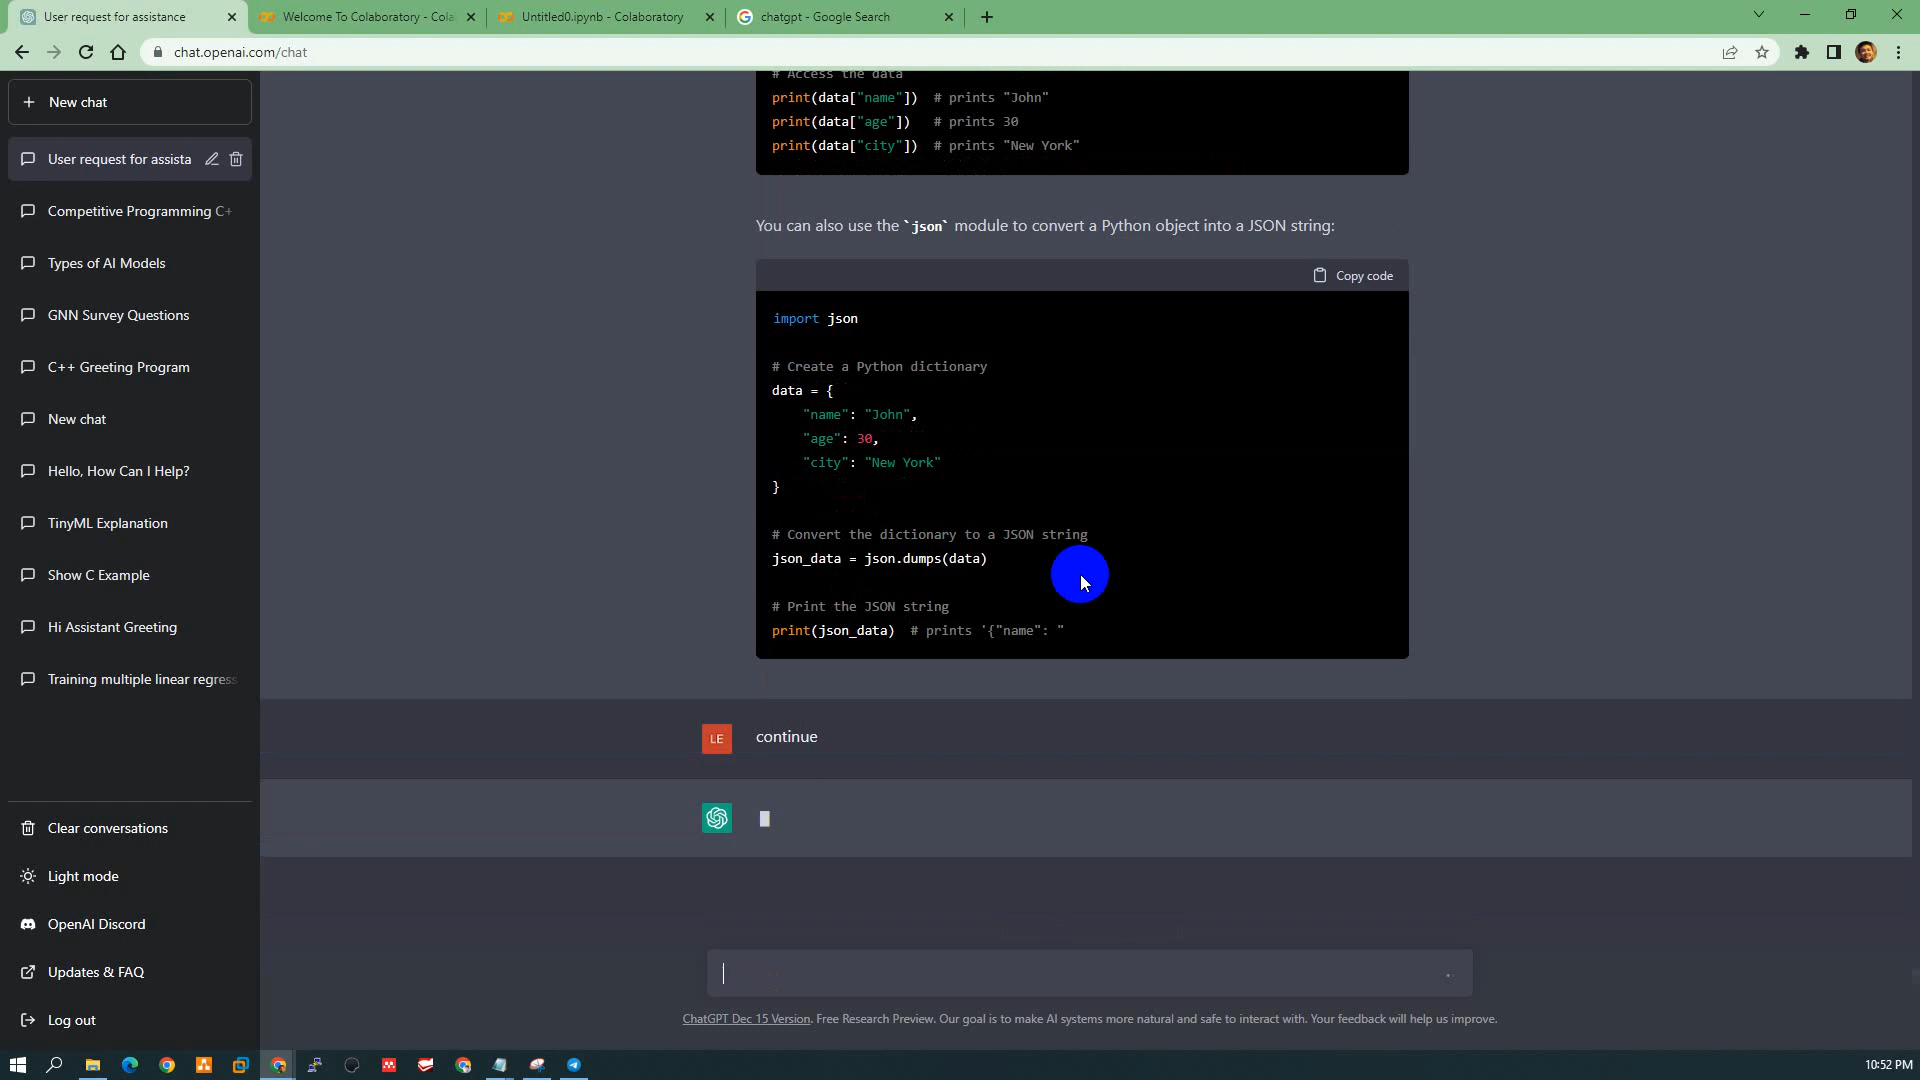 User request for assistance
Welcome To Colaboratory - Cola
Untitled0.ipynb - Colaboratory
chatgpt - Google Search
chat.openai.com/chat
New chat
User request for assista
Competitive Programming C+
Types of AI Models
GNN Survey Questions
C++ Greeting Program
New chat
Hello, How Can I Help?
TinyML Explanation
Show C Example
Hi Assistant Greeting
Training multiple linear regress
Clear conversations
Light mode
OpenAI Discord
Updates & FAQ
Log out
# Access the data
print(data["name"])  # prints "John"
print(data["age"])   # prints 30
print(data["city"])  # prints "New York"
You can also use the `json` module to convert a Python object into a JSON string:
Copy code
import json
# Create a Python dictionary
data = {
    "name": "John",
    "age": 30,
    "city": "New York"
}
# Convert the dictionary to a JSON string
json_data = json.dumps(data)
# Print the JSON string
print(json_data)  # prints '{"name": "
LE
continue
ChatGPT Dec 15 Version. Free Research Preview. Our goal is to make AI systems more natural and safe to interact with. Your feedback will help us improve.
10:52 PM